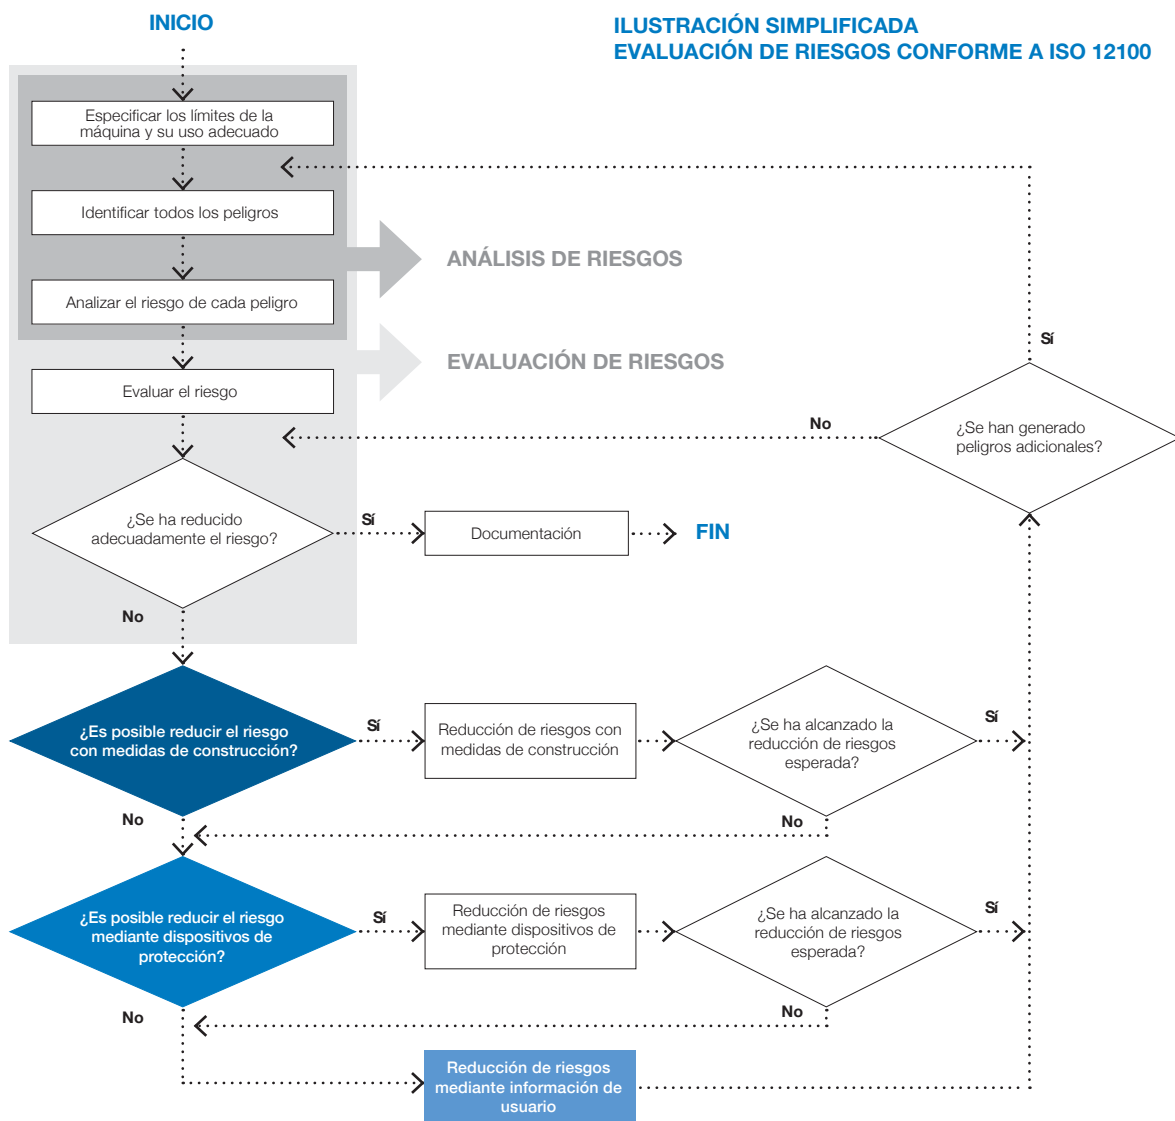 INICIO
ILUSTRACIÓN SIMPLIFICADA
EVALUACIÓN DE RIESGOS CONFORME A ISO 12100
Especificar los límites de la
máquina y su uso adecuado
Identificar todos los peligros
ANÁLISIS DE RIESGOS
Analizar el riesgo de cada peligro
Sí
EVALUACIÓN DE RIESGOS
Evaluar el riesgo
No
¿Se han generado
peligros adicionales?
¿Se ha reducido
adecuadamente el riesgo?
Sí
Documentación
FIN
No
¿Es posible reducir el riesgo
con medidas de construcción?
Sí
Reducción de riesgos con
medidas de construcción
¿Se ha alcanzado la
reducción de riesgos
esperada?
Sí
No
No
¿Es posible reducir el riesgo
mediante dispositivos de
protección?
Sí
Reducción de riesgos
mediante dispositivos de
protección
¿Se ha alcanzado la
reducción de riesgos
esperada?
Sí
No
No
Reducción de riesgos
mediante información de
usuario